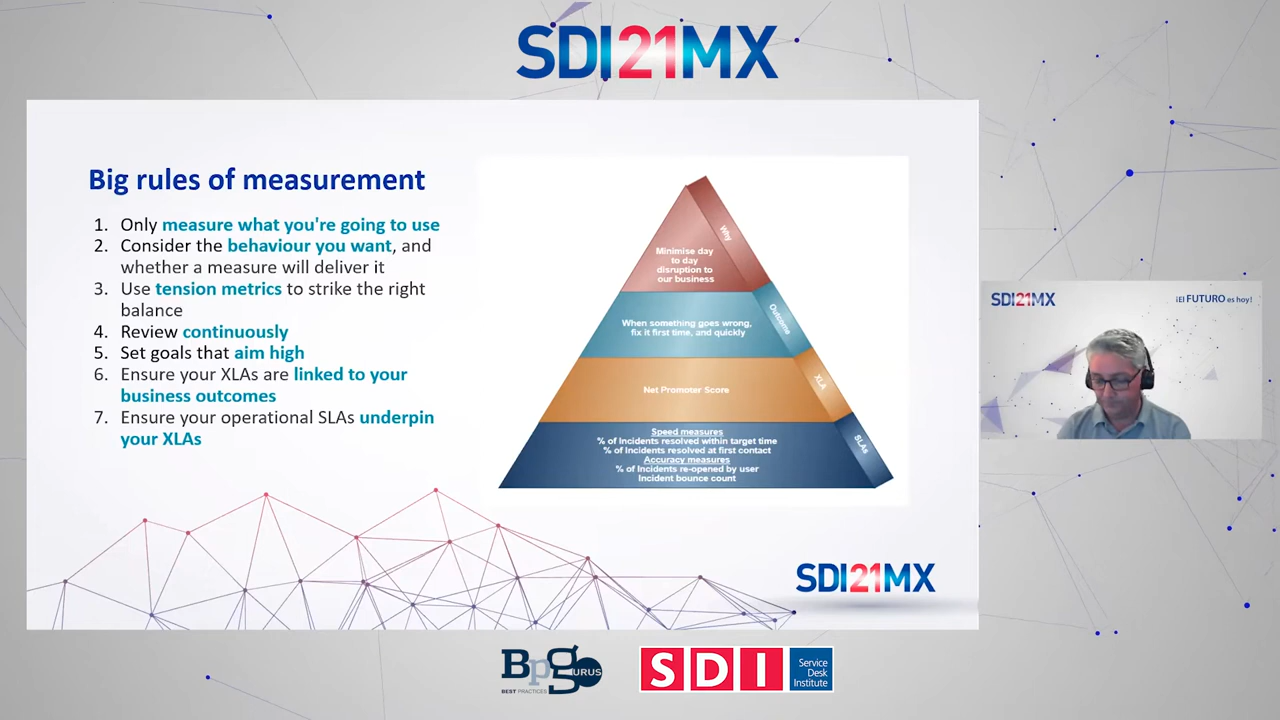 SDI21MX
Big rules of measurement
1. Only measure what you're going to use
2. Consider the behaviour you want, and
whether a measure will deliver it
3. Use tension metrics to strike the right
balance
4. Review continuously
5. Set goals that aim high
6. Ensure your XLAs are linked to your
business outcomes
7. Ensure your operational SLAs underpin
your XLAs
Why
Minimise day
to day
disruption to
our business
Outcome
When something goes wrong,
fix it first time, and quickly
XLA
Net Promoter Score
SLAs
Speed measures
% of Incidents resolved within target time
% of Incidents resolved at first contact
Accuracy measures
% of Incidents re-opened by user
Incident bounce count
SDI21MX
SDI21MX
¡El FUTURO es hoy!
BpGURUS
BEST PRACTICES
SDI
Service
Desk
Institute